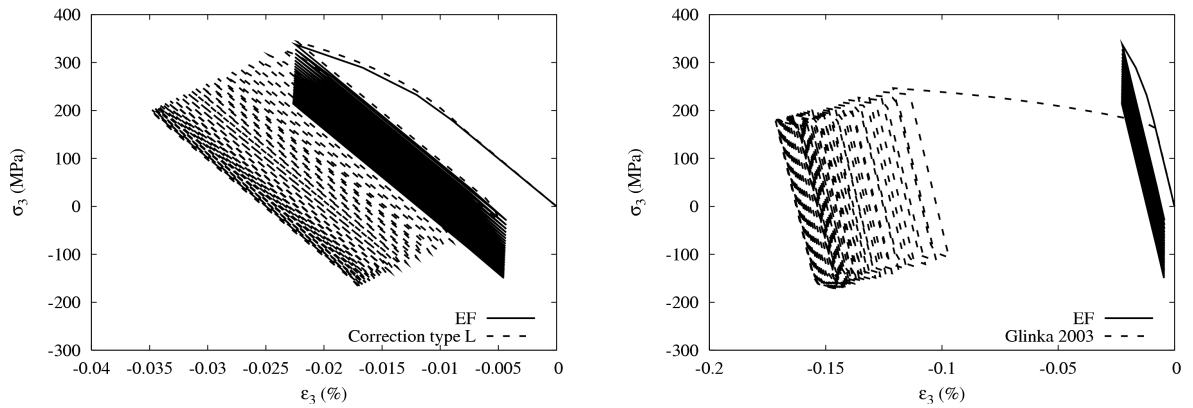 400
300
200
100
0
-100
-200
-300
σ3 (MPa)
-0.04 -0.035 -0.03 -0.025 -0.02 -0.015 -0.01 -0.005 0
ε3 (%)
EF
Correction type L
400
300
200
100
0
-100
-200
-300
σ3 (MPa)
-0.2 -0.15 -0.1 -0.05 0
ε3 (%)
EF
Glinka 2003